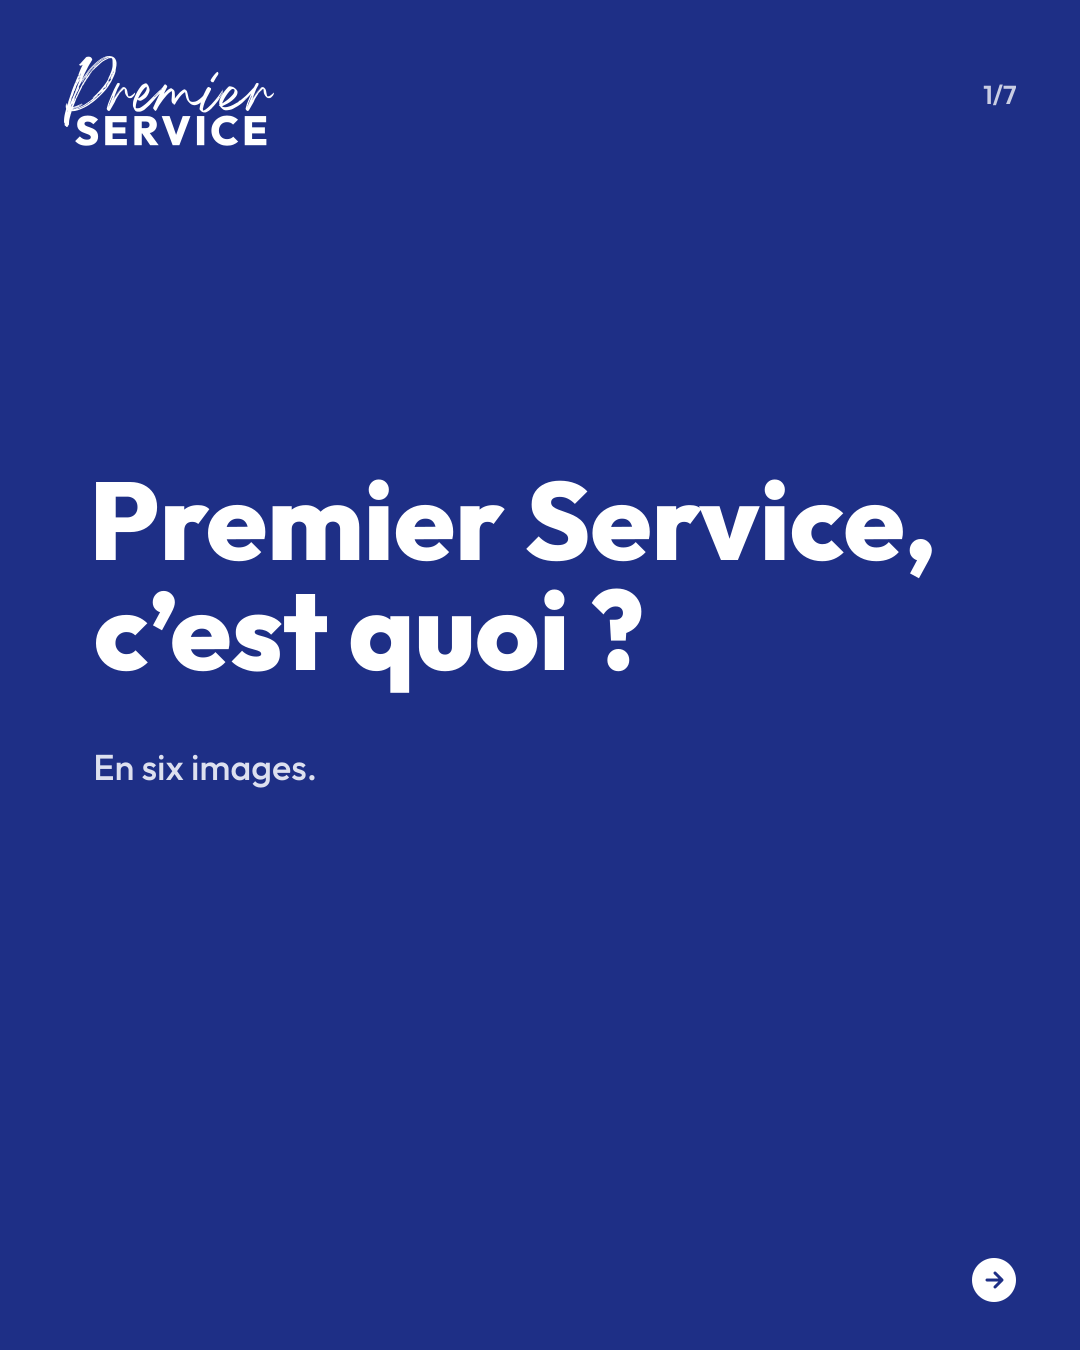 Premier
SERVICE
1/7
Premier Service,
c’est quoi ?
En six images.